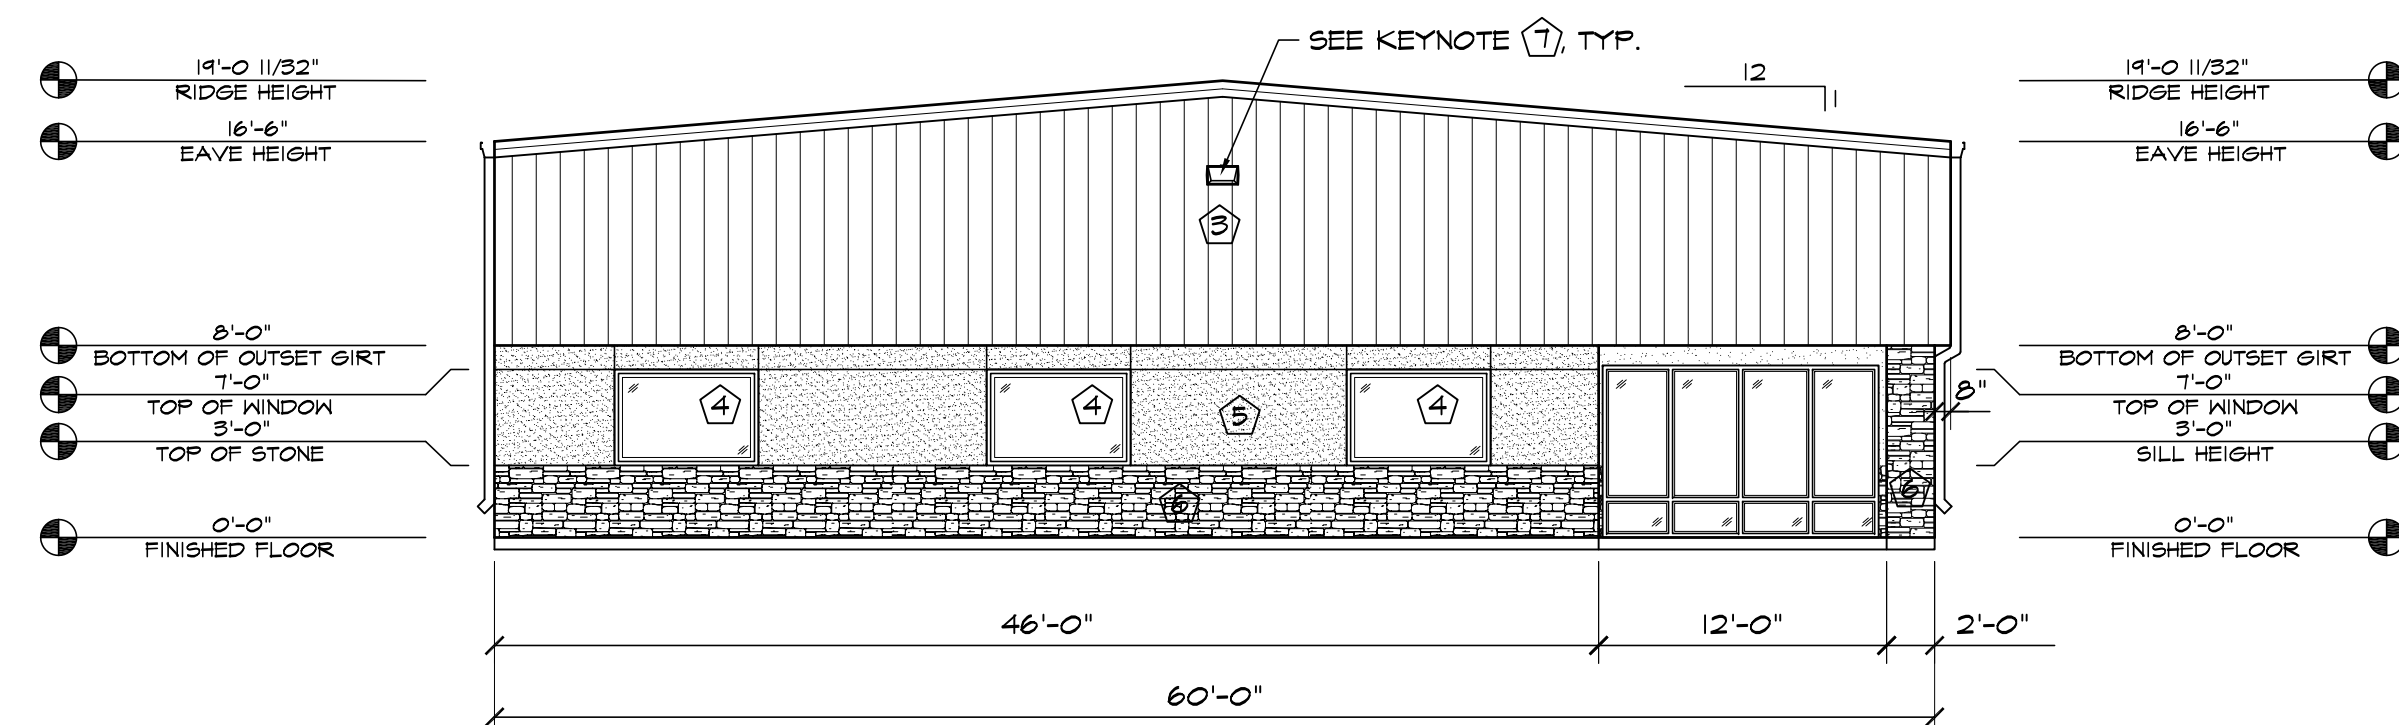 SEE KEYNOTE 7, TYP.
19'-0 11/32"
RIDGE HEIGHT
16'-6"
EAVE HEIGHT
8'-0"
BOTTOM OF OUTSET GIRT
7'-0"
TOP OF WINDOW
3'-0"
TOP OF STONE
0'-0"
FINISHED FLOOR
12
1
3
4
4
5
4
6
6
8"
19'-0 11/32"
RIDGE HEIGHT
16'-6"
EAVE HEIGHT
8'-0"
BOTTOM OF OUTSET GIRT
7'-0"
TOP OF WINDOW
3'-0"
SILL HEIGHT
0'-0"
FINISHED FLOOR
46'-0"
12'-0"
2'-0"
60'-0"